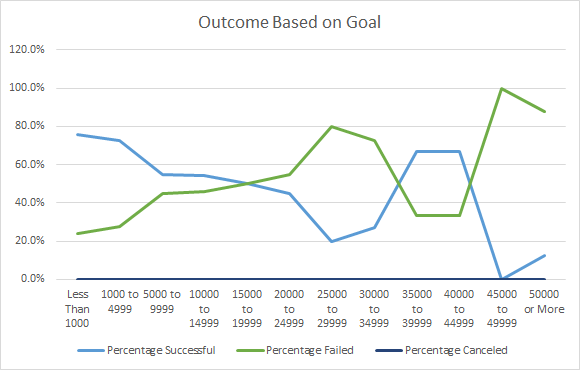 Outcome Based on Goal
120.0%
100.0%
80.0%
60.0%
40.0%
20.0%
0.0%
Less Than 1000
1000 to 4999
5000 to 9999
10000 to 14999
15000 to 19999
20000 to 24999
25000 to 29999
30000 to 34999
35000 to 39999
40000 to 44999
45000 to 49999
50000 or More
Percentage Successful
Percentage Failed
Percentage Canceled